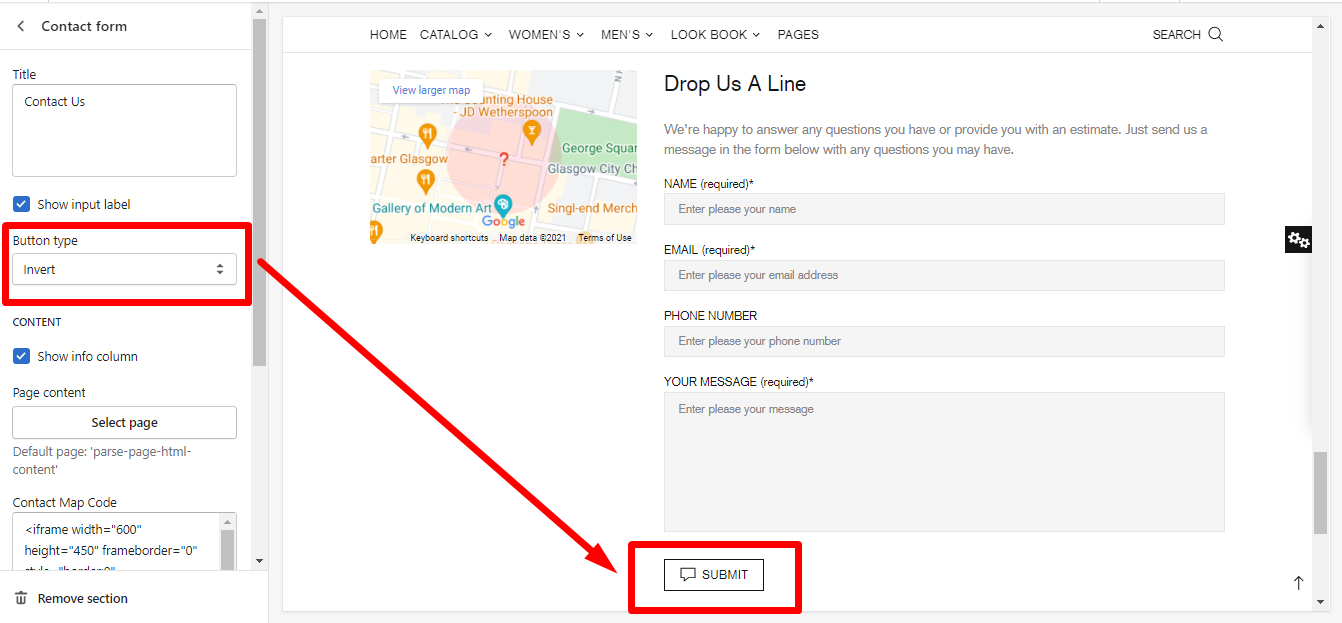 Contact form
Title
Contact Us
Show input label
Button type
Invert
CONTENT
Show info column
Page content
Select page
Default page: 'parse-page-html-
content'
Contact Map Code
<iframe width="600"
height="450" frameborder="0"
Remove section
HOME CATALOG WOMEN'S MEN'S LOOK BOOK PAGES
SEARCH
View larger map
The Counting House
- JD Wetherspoon
George Squar
arter Glasgow
Glasgow City Ch
?
Gallery of Modern Art
Singl-end Merch
Google
Keyboard shortcuts Map data ©2021 Terms of Use
Drop Us A Line
We're happy to answer any questions you have or provide you with an estimate. Just send us a
message in the form below with any questions you may have.
NAME (required)*
Enter please your name
EMAIL (required)*
Enter please your email address
PHONE NUMBER
Enter please your phone number
YOUR MESSAGE (required)*
Enter please your message
SUBMIT